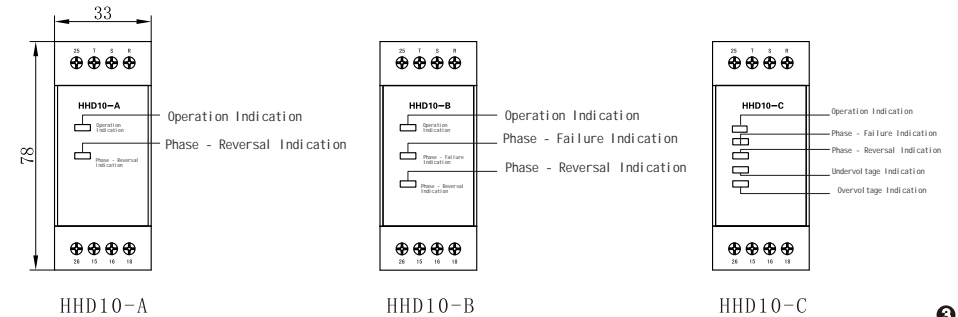 33
78
25 T S R
HHD10-A
Operation
Indication
Phase - Reversal
Indication
Operation Indication
Phase - Reversal Indication
26 15 16 18
HHD10-A
25 T S R
HHD10-B
Operation
Indication
Phase - Failure
Indication
Phase - Reversal
Indication
Operation Indication
Phase - Failure Indication
Phase - Reversal Indication
26 15 16 18
HHD10-B
25 T S R
HHD10-C
Operation Indication
Phase - Failure Indication
Phase - Reversal Indication
Undervoltage Indication
Overvoltage Indication
26 15 16 18
HHD10-C
3